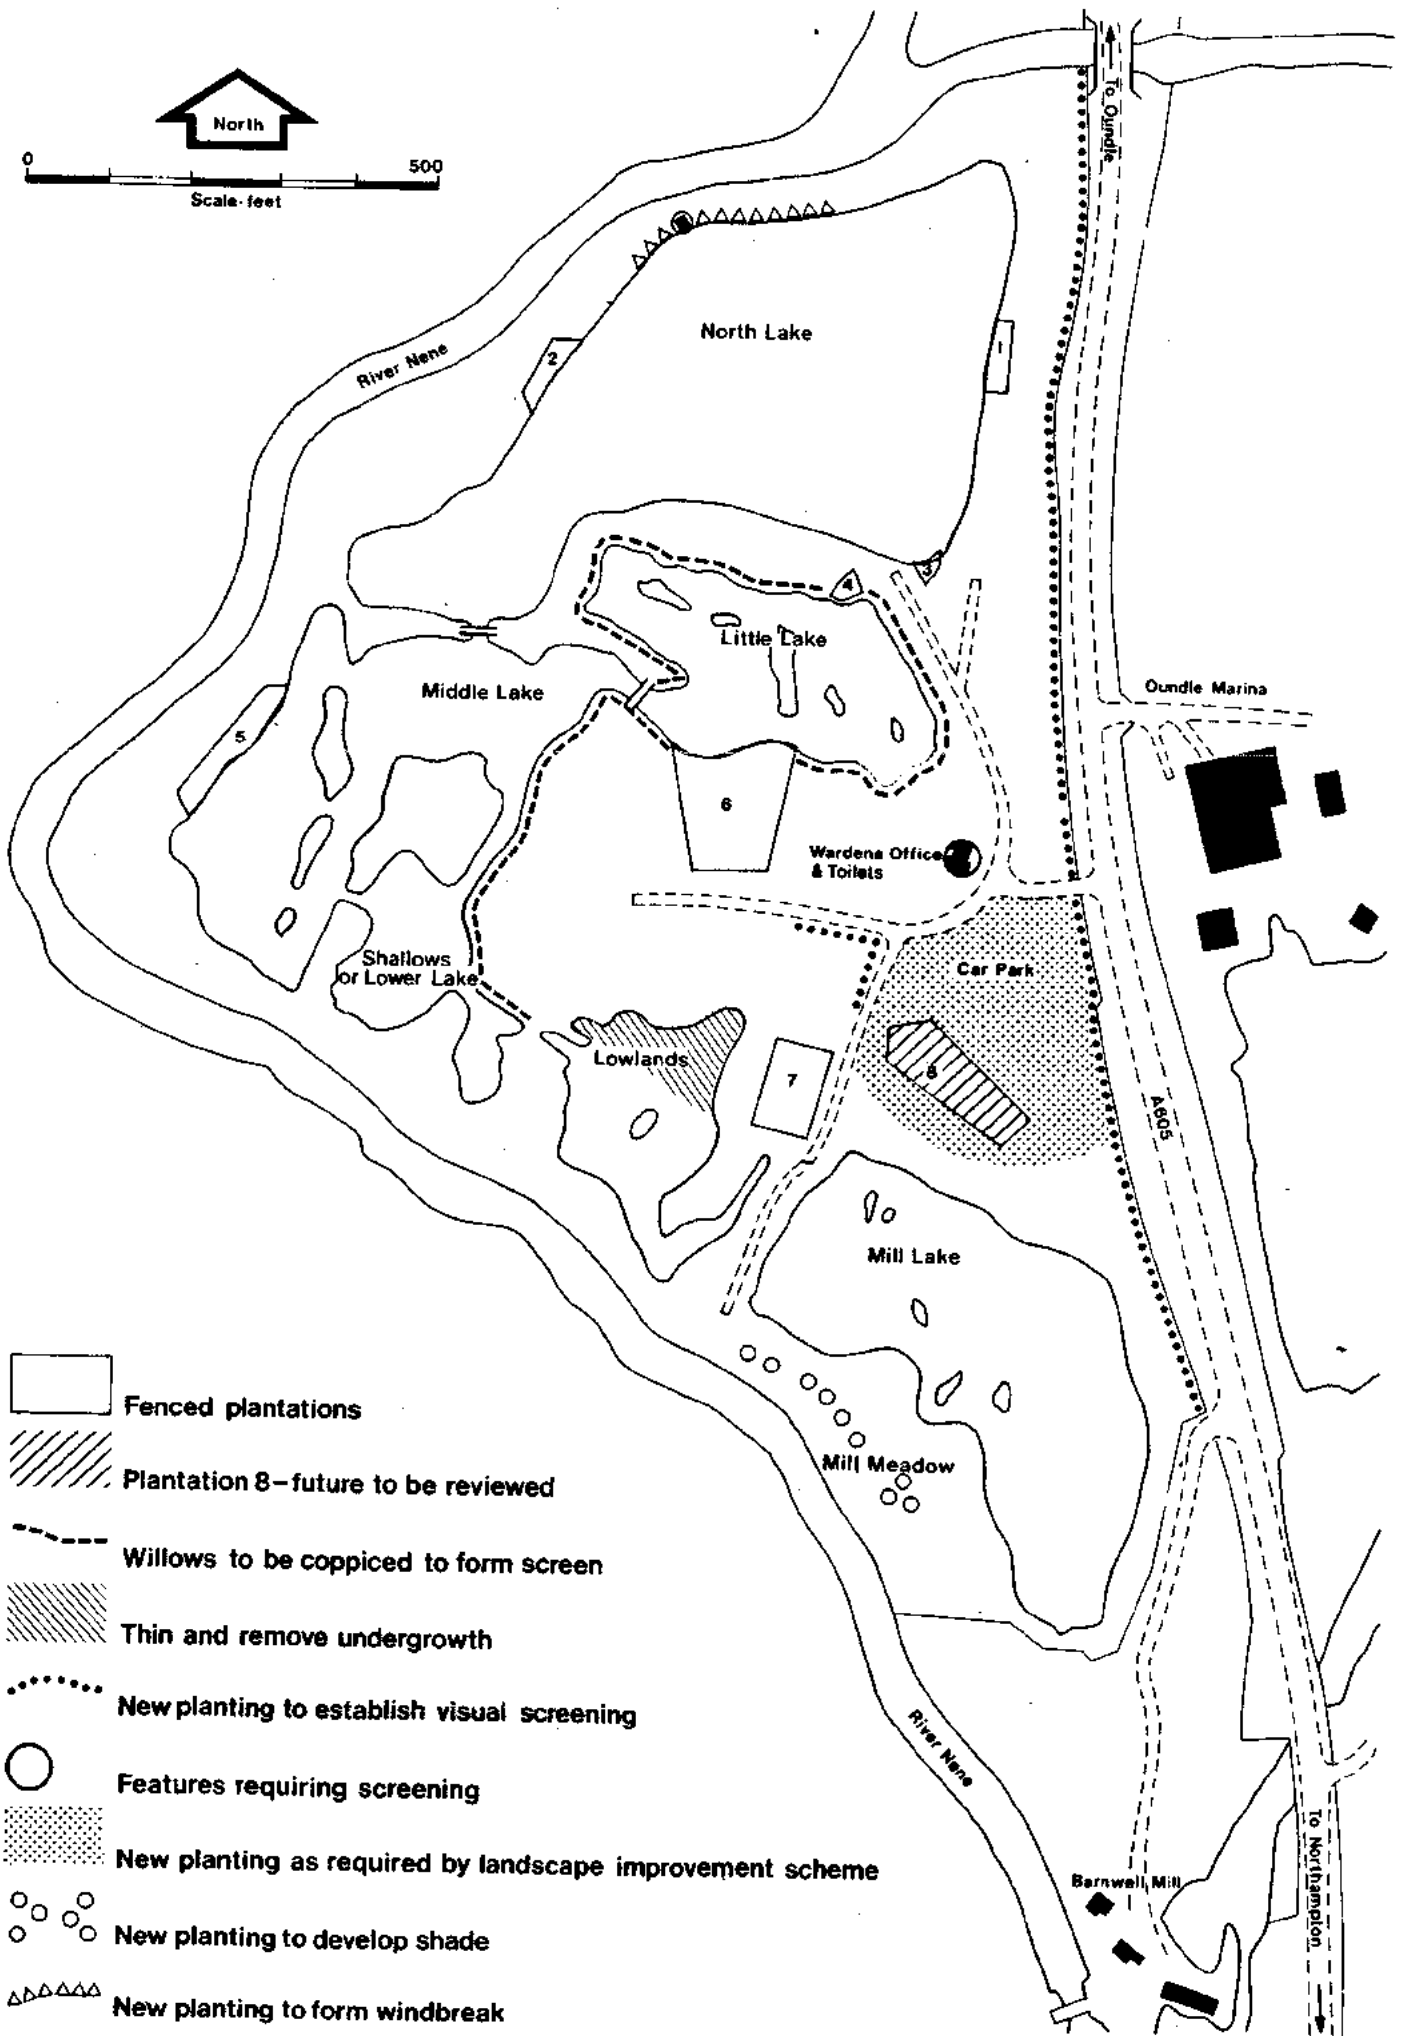 North
0 500
Scale-feet
To Oundle
North Lake
1
2
River Nene
3
4
Little Lake
Middle Lake
Oundle Marina
5
6
Wardens Office
& Toilets
Shallows
or Lower Lake
Car Park
Lowlands
7
8
A605
Mill Lake
Mill Meadow
Fenced plantations
Plantation 8-future to be reviewed
Willows to be coppiced to form screen
Thin and remove undergrowth
New planting to establish visual screening
River Nene
Features requiring screening
To Northampton
New planting as required by landscape improvement scheme
Barnwell Mill
New planting to develop shade
New planting to form windbreak